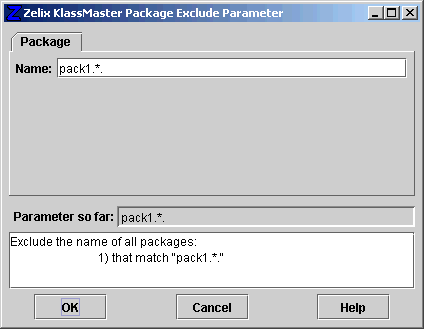 Zelix KlassMaster Package Exclude Parameter
Package
Name: pack1.*.
Parameter so far: pack1.*.
Exclude the name of all packages:
1) that match "pack1.*."
OK Cancel Help